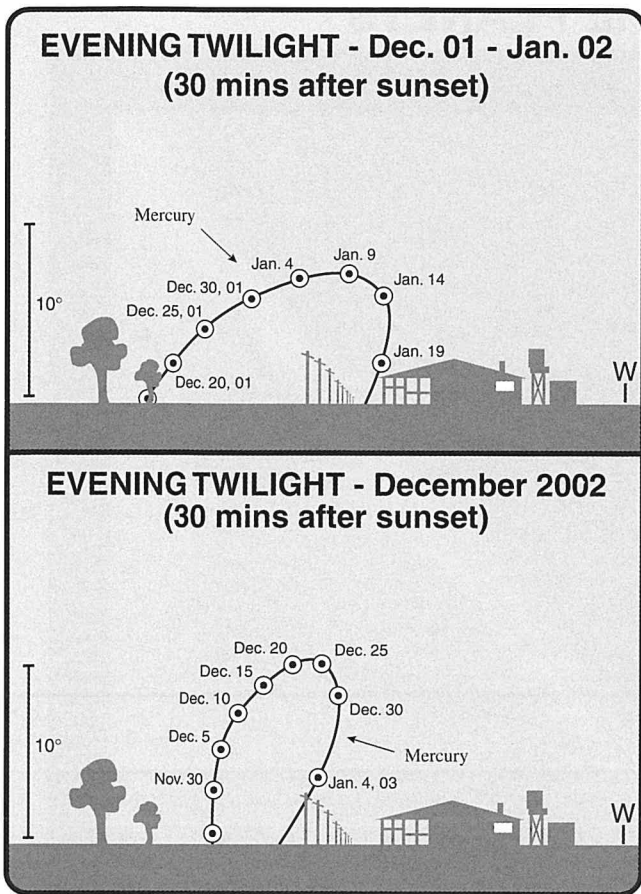 EVENING TWILIGHT - Dec. 01 - Jan. 02
(30 mins after sunset)
Mercury
Jan. 4
Jan. 9
Dec. 30, 01
Jan. 14
10°
Dec. 25, 01
Jan. 19
Dec. 20, 01
W
EVENING TWILIGHT - December 2002
(30 mins after sunset)
Dec. 20
Dec. 25
Dec. 15
Dec. 10
Dec. 30
10°
Dec. 5
Mercury
Nov. 30
Jan. 4, 03
W